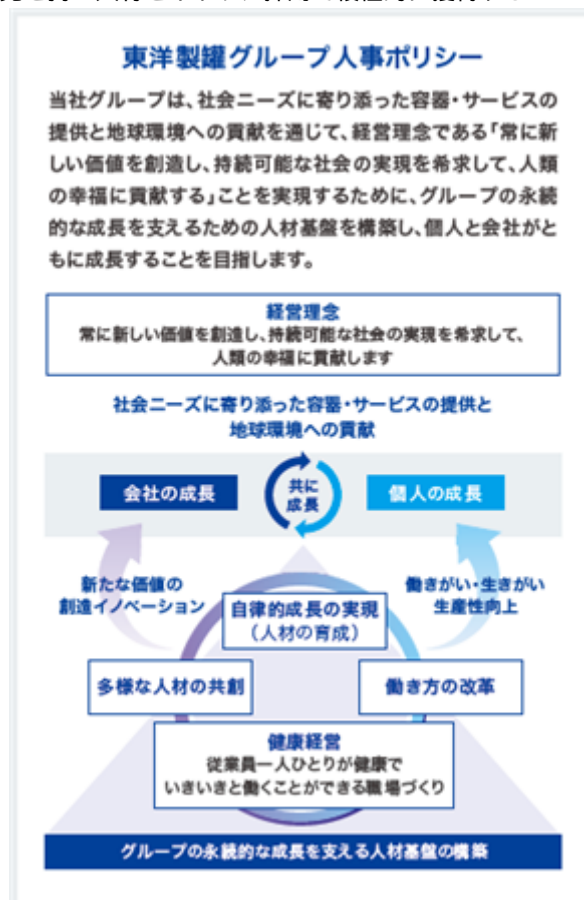 東洋製罐グループ人事ポリシー
当社グループは、社会ニーズに寄り添った容器・サービスの
提供と地球環境への貢献を通じて、経営理念である「常に新
しい価値を創造し、持続可能な社会の実現を希求して、人類
の幸福に貢献する」ことを実現するために、グループの永続
的な成長を支えるための人材基盤を構築し、個人と会社がと
もに成長することを目指します。
経営理念
常に新しい価値を創造し、持続可能な社会の実現を希求して、
人類の幸福に貢献します
社会ニーズに寄り添った容器・サービスの提供と
地球環境への貢献
会社の成長
共に
成長
個人の成長
新たな価値の
創造イノベーション
働きがい・生きがい
生産性向上
自律的成長の実現
(人材の育成)
多様な人材の共創
働き方の改革
健康経営
従業員一人ひとりが健康で
いきいきと働くことができる職場づくり
グループの永続的な成長を支える人材基盤の構築